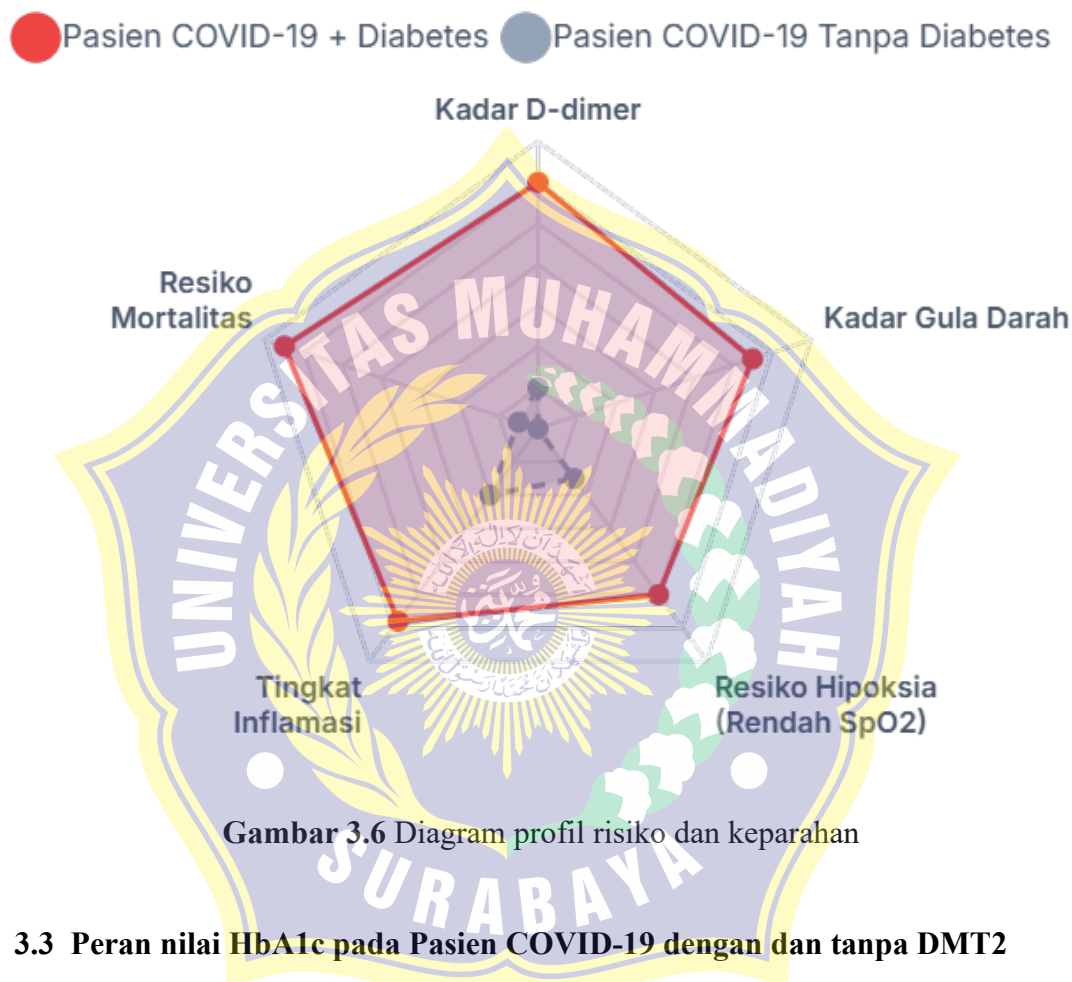 Pasien COVID-19 + Diabetes Pasien COVID-19 Tanpa Diabetes
Kadar D-dimer
Resiko
Mortalitas
Kadar Gula Darah
UNIVERSITAS MUHAMMADIYAH
Tingkat
Inflamasi
Resiko Hipoksia
(Rendah SpO2)
Gambar 3.6 Diagram profil risiko dan keparahan
SURABAYA
3.3 Peran nilai HbA1c pada Pasien COVID-19 dengan dan tanpa DMT2